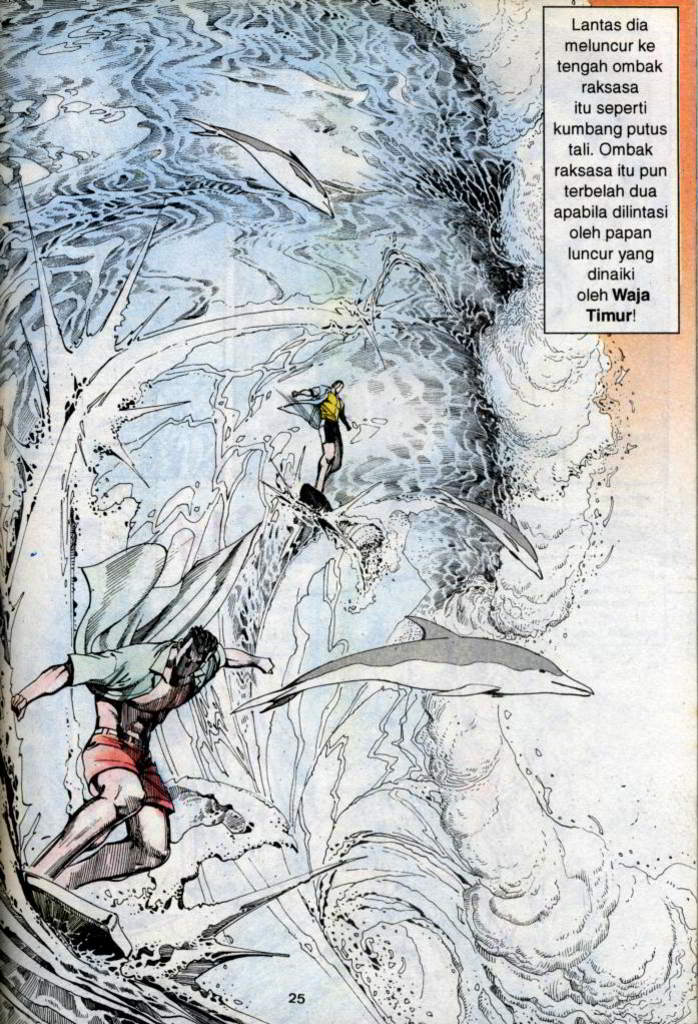 Lantas dia
meluncur ke
tengah ombak
raksasa
itu seperti
kumbang putus
tali. Ombak
raksasa itu pun
terbelah dua
apabila dilintasi
oleh papan
luncur yang
dinaiki
oleh Waja
Timur!
25